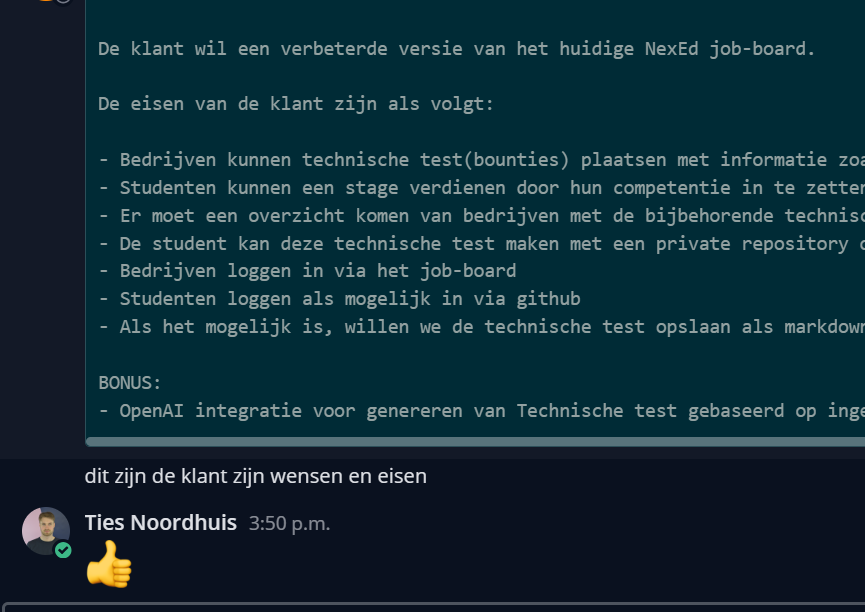 De klant wil een verbeterde versie van het huidige NexEd job-board.
De eisen van de klant zijn als volgt:
- Bedrijven kunnen technische test(bounties) plaatsen met informatie
- Studenten kunnen een stage verdienen door hun competentie in te
- Er moet een overzicht komen van bedrijven met de bijbehorende
- De student kan deze technische test maken met een private repository
- Bedrijven loggen in via het job-board
- Studenten loggen als mogelijk in via github
- Als het mogelijk is, willen we de technische test opslaan als
BONUS:
- OpenAI integratie voor genereren van Technische test gebaseerd op
dit zijn de klant zijn wensen en eisen
Ties Noordhuis 3:50 p.m.